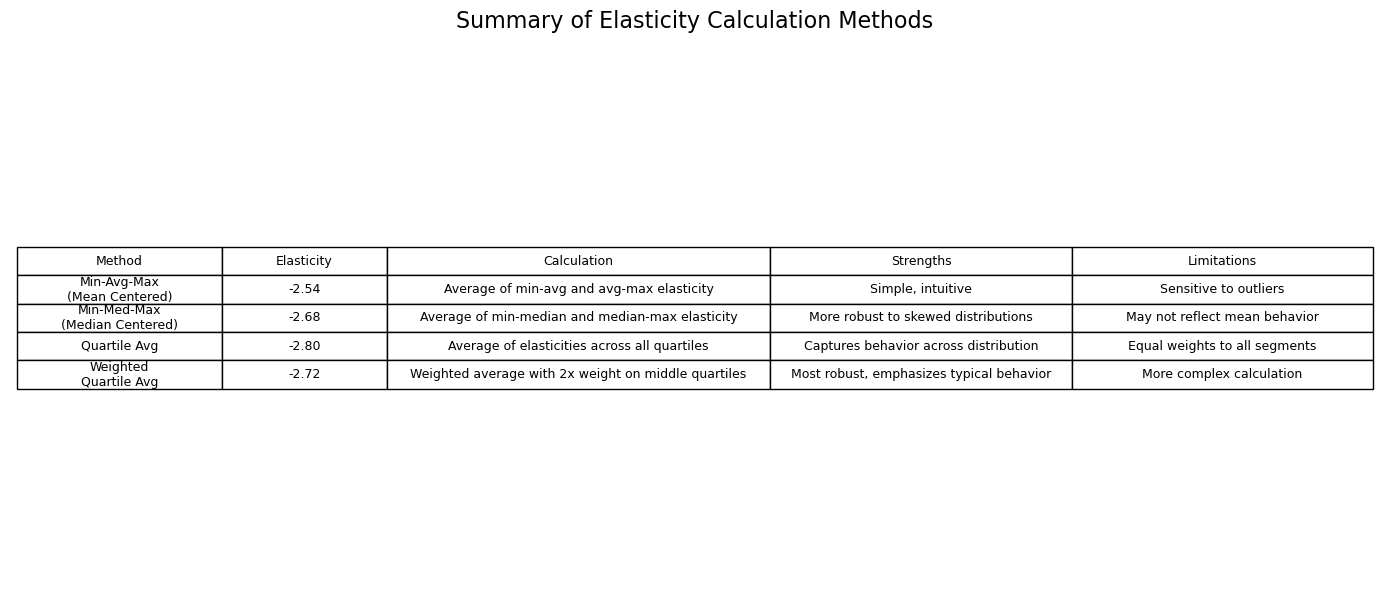 Summary of Elasticity Calculation Methods
Method Elasticity Calculation Strengths Limitations
Min-Avg-Max
(Mean Centered) -2.54 Average of min-avg and avg-max elasticity Simple, intuitive Sensitive to outliers
Min-Med-Max
(Median Centered) -2.68 Average of min-median and median-max elasticity More robust to skewed distributions May not reflect mean behavior
Quartile Avg -2.80 Average of elasticities across all quartiles Captures behavior across distribution Equal weights to all segments
Weighted
Quartile Avg -2.72 Weighted average with 2x weight on middle quartiles Most robust, emphasizes typical behavior More complex calculation